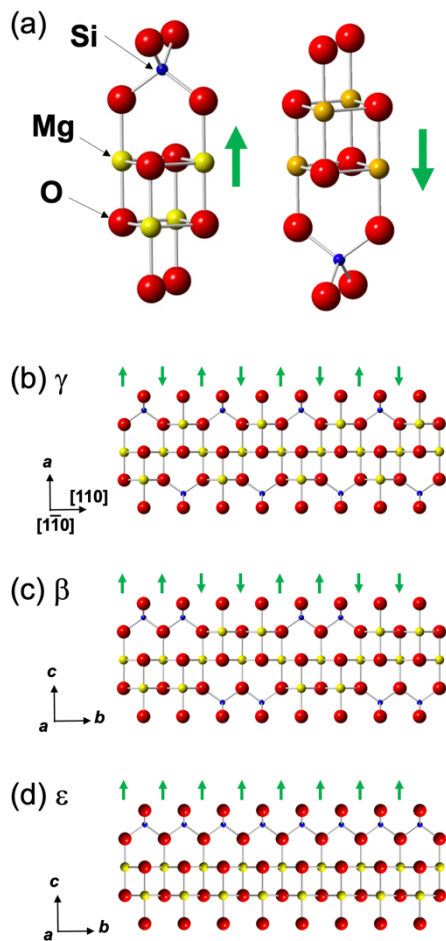 (a)
Si
Mg
O
(b) γ
a
[110]
[11̅0]
(c) β
c
a
b
(d) ε
c
a
b